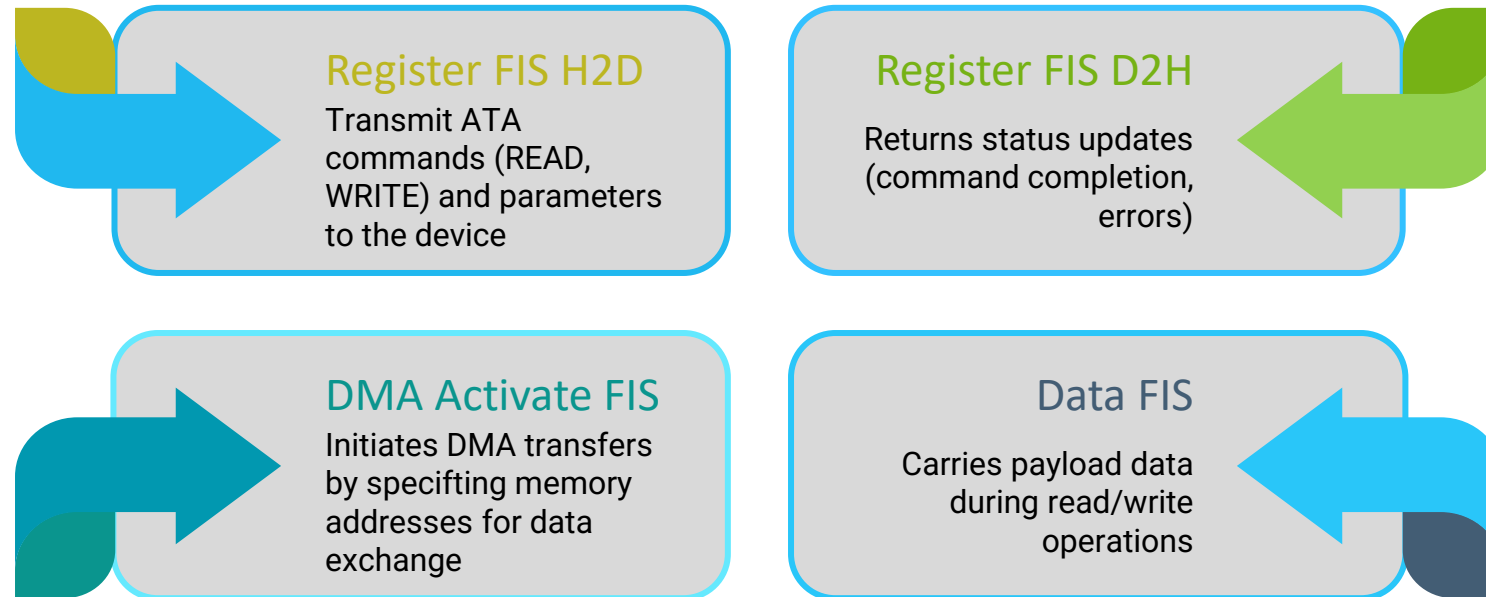 Register FIS H2D
Transmit ATA
commands (READ,
WRITE) and parameters
to the device
Register FIS D2H
Returns status updates
(command completion,
errors)
DMA Activate FIS
Initiates DMA transfers
by specifting memory
addresses for data
exchange
Data FIS
Carries payload data
during read/write
operations